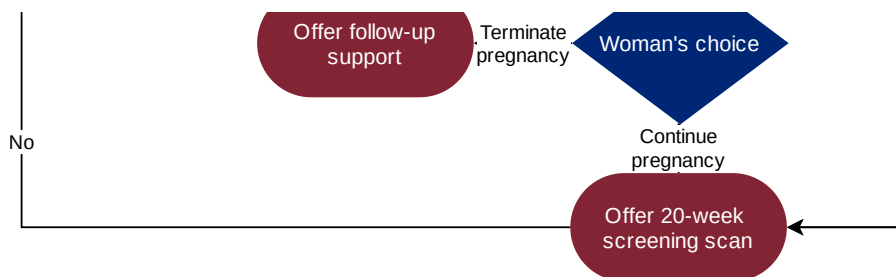 Offer follow-up
support
Terminate
pregnancy
Woman's choice
No
Continue
pregnancy
Offer 20-week
screening scan